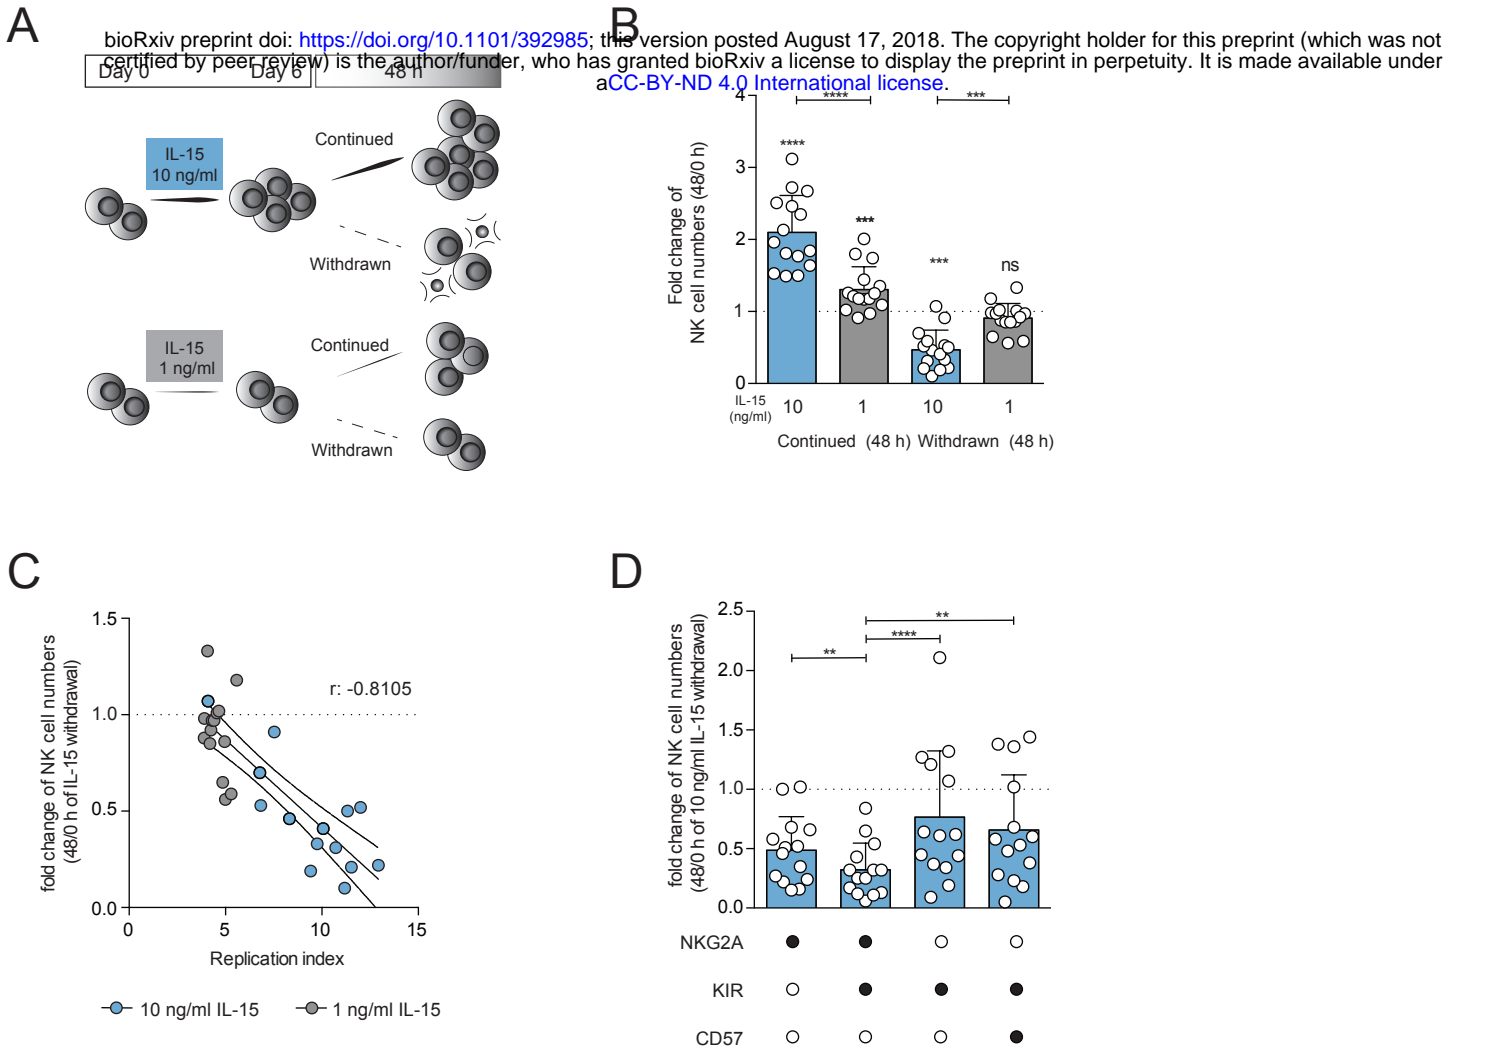 A
B
bioRxiv preprint doi: https://doi.org/10.1101/392985; this version posted August 17, 2018. The copyright holder for this preprint (which was not
certified by peer review) is the author/funder, who has granted bioRxiv a license to display the preprint in perpetuity. It is made available under
aCC-BY-ND 4.0 International license.
Day 0
Day 6
48 h
IL-15
10 ng/ml
Continued
Withdrawn
IL-15
1 ng/ml
Continued
Withdrawn
Fold change of
NK cell numbers (48/0 h)
4
3
2
1
0
****
***
****
***
***
ns
IL-15
(ng/ml)
10
1
10
1
Continued (48 h) Withdrawn (48 h)
C
fold change of NK cell numbers
(48/0 h of IL-15 withdrawal)
1.5
1.0
0.5
0.0
r: -0.8105
0
5
10
15
Replication index
10 ng/ml IL-15
1 ng/ml IL-15
D
fold change of NK cell numbers
(48/0 h of 10 ng/ml IL-15 withdrawal)
2.5
2.0
1.5
1.0
0.5
0.0
**
****
**
NKG2A
KIR
CD57